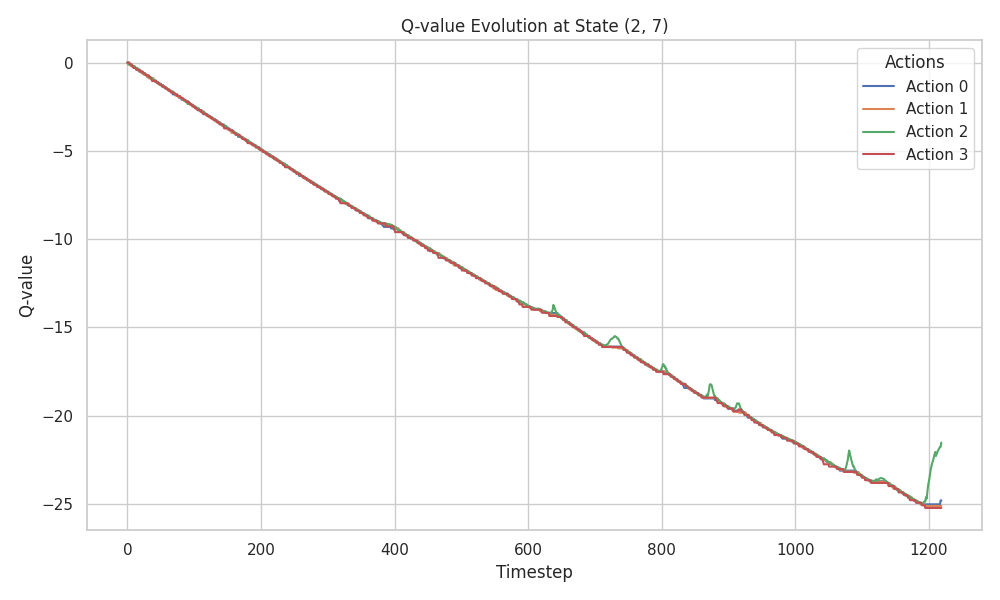 Q-value Evolution at State (2, 7)
Actions
Action 0
Action 1
Action 2
Action 3
Q-value
0
−5
−10
−15
−20
−25
0
200
400
600
800
1000
1200
Timestep